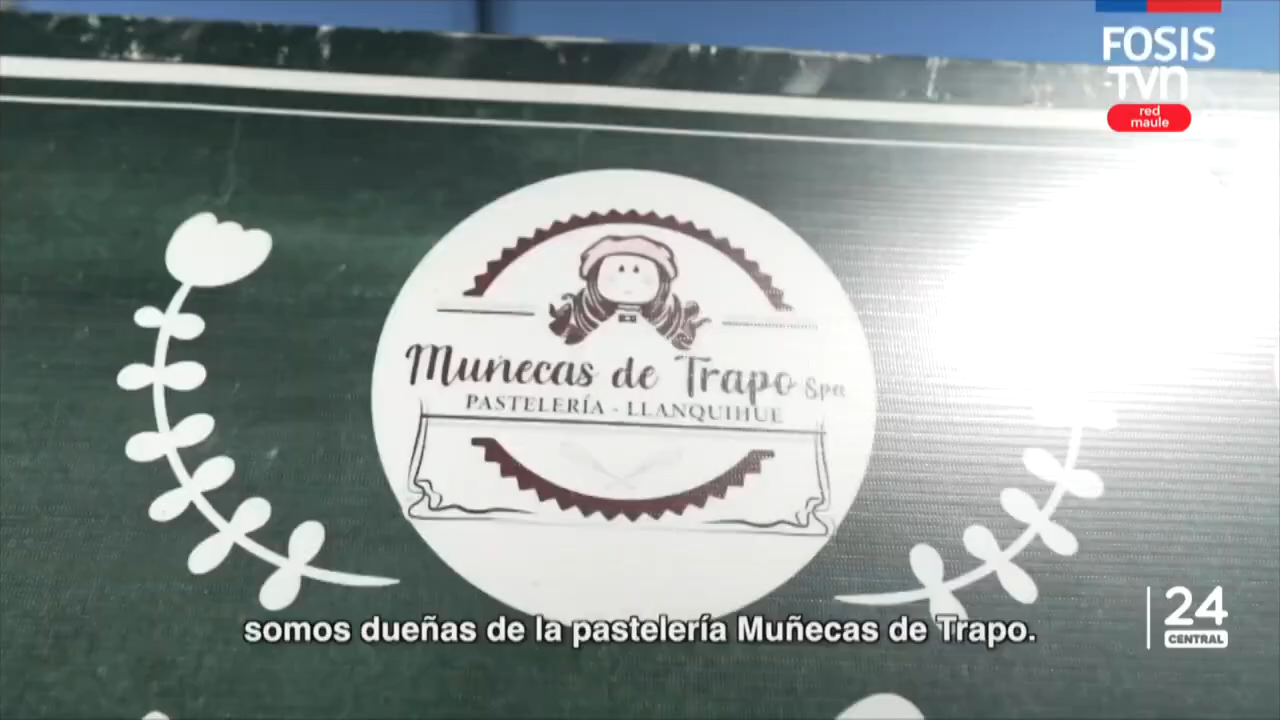 FOSIS
TVN
red
maule
Muñecas de Trapo Spa
PASTELERÍA - LLANQUIHUE
somos dueñas de la pastelería Muñecas de Trapo.
24
CENTRAL